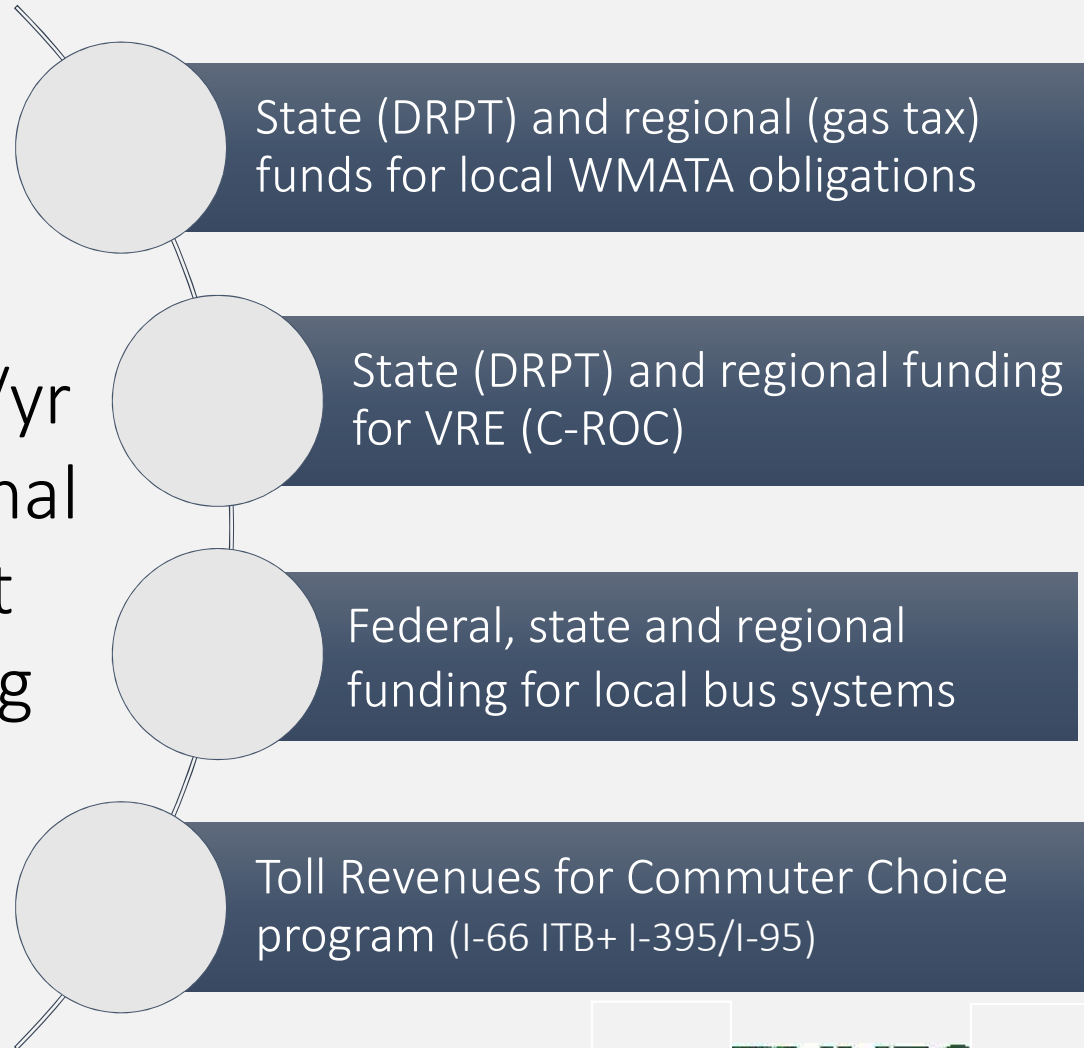 /yr
nal
t
g
State (DRPT) and regional (gas tax)
funds for local WMATA obligations
State (DRPT) and regional funding
for VRE (C-ROC)
Federal, state and regional
funding for local bus systems
Toll Revenues for Commuter Choice
program (I-66 ITB+ I-395/I-95)